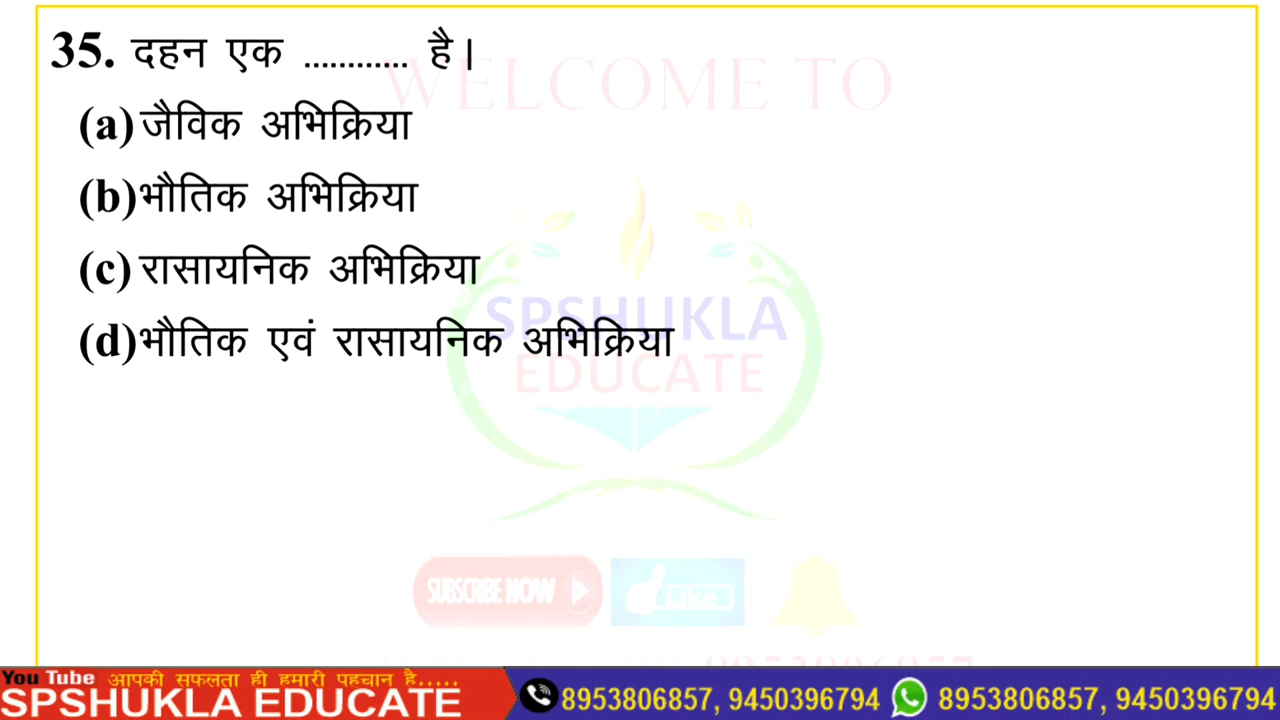 35. दहन एक ............ है।
WELCOME TO
(a) जैविक अभिक्रिया
(b) भौतिक अभिक्रिया
(c) रासायनिक अभिक्रिया
(d) भौतिक एवं रासायनिक अभिक्रिया
SPSHUKLA
EDUCATE
SUBSCRIBE NOW
Like
You Tube आपकी सफलता ही हमारी पहचान है.....
SPSHUKLA EDUCATE
8953806857, 9450396794
8953806857, 9450396794